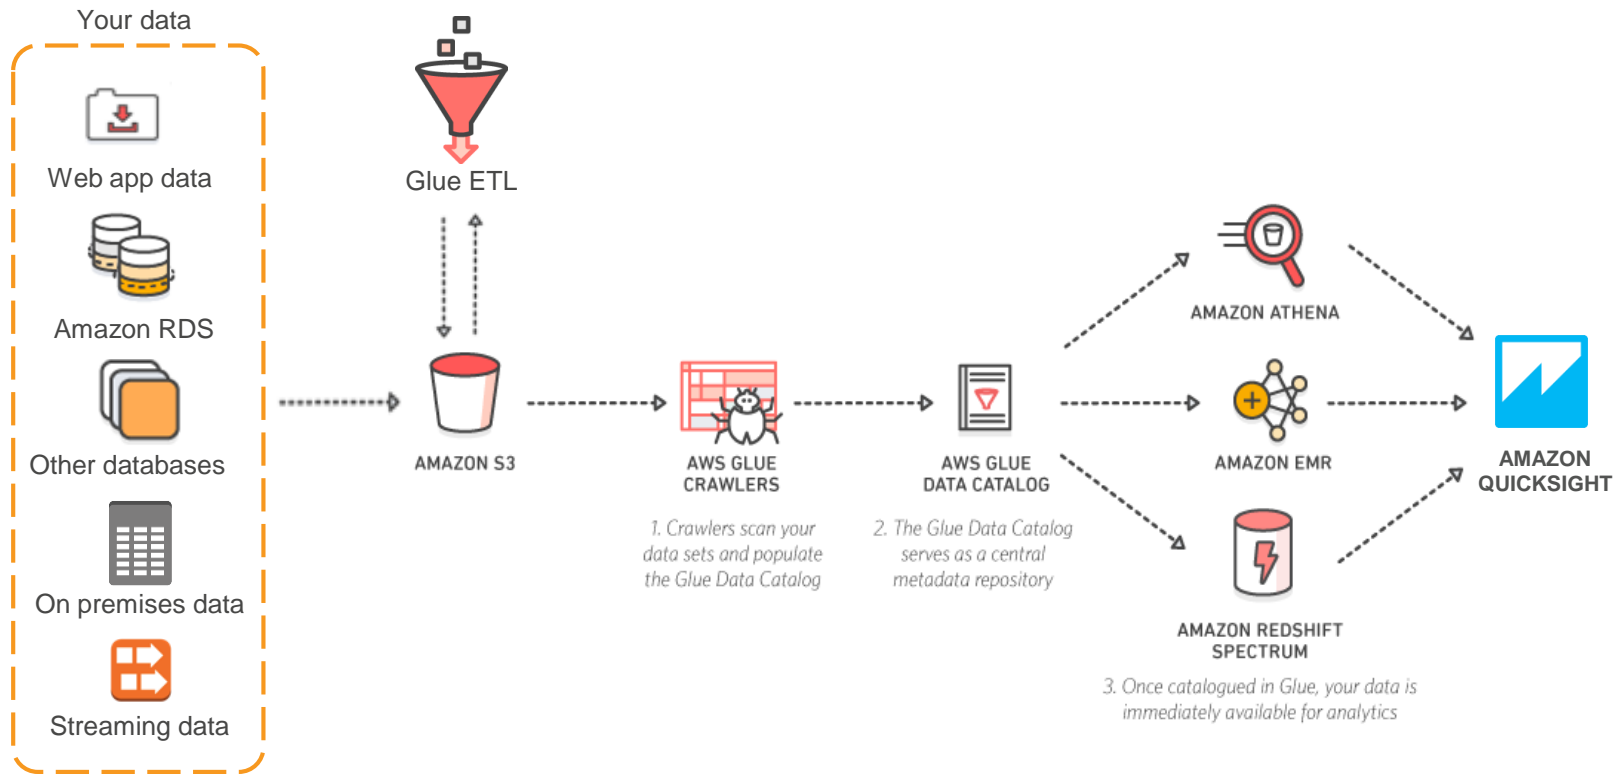 Your data
Web app data
Amazon RDS
Other databases
On premises data
Streaming data
Glue ETL
AMAZON S3
AWS GLUE
CRAWLERS
1. Crawlers scan your
data sets and populate
the Glue Data Catalog
AWS GLUE
DATA CATALOG
2. The Glue Data Catalog
serves as a central
metadata repository
AMAZON ATHENA
AMAZON EMR
AMAZON REDSHIFT
SPECTRUM
3. Once catalogued in Glue, your data is
immediately available for analytics
AMAZON
QUICKSIGHT